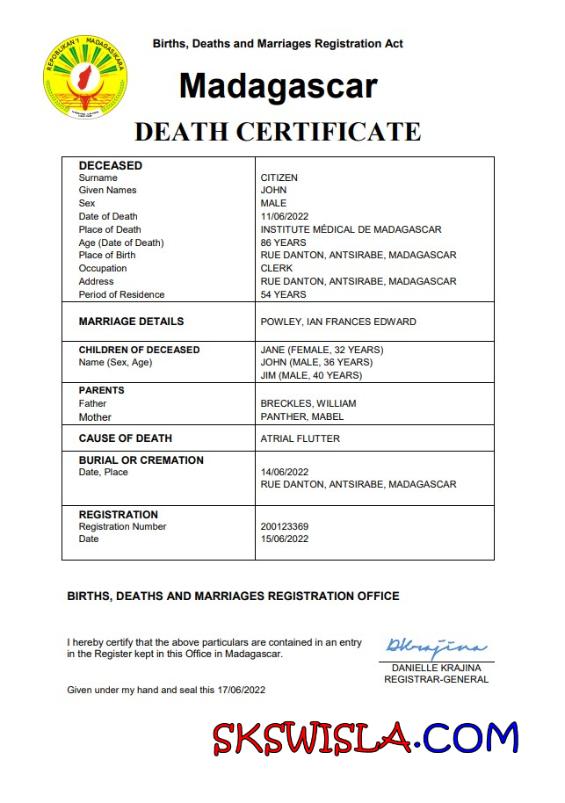 Births, Deaths and Marriages Registration Act
REPOBLIKAN'I MADAGASIKARA
Madagascar
DEATH CERTIFICATE
DECEASED
Surname CITIZEN
Given Names JOHN
Sex MALE
Date of Death 11/06/2022
Place of Death INSTITUTE MÉDICAL DE MADAGASCAR
Age (Date of Death) 86 YEARS
Place of Birth RUE DANTON, ANTSIRABE, MADAGASCAR
Occupation CLERK
Address RUE DANTON, ANTSIRABE, MADAGASCAR
Period of Residence 54 YEARS
MARRIAGE DETAILS POWLEY, IAN FRANCES EDWARD
CHILDREN OF DECEASED JANE (FEMALE, 32 YEARS)
Name (Sex, Age) JOHN (MALE, 36 YEARS)
JIM (MALE, 40 YEARS)
PARENTS
Father BRECKLES, WILLIAM
Mother PANTHER, MABEL
CAUSE OF DEATH ATRIAL FLUTTER
BURIAL OR CREMATION
Date, Place 14/06/2022
RUE DANTON, ANTSIRABE, MADAGASCAR
REGISTRATION
Registration Number 200123369
Date 15/06/2022
BIRTHS, DEATHS AND MARRIAGES REGISTRATION OFFICE
I hereby certify that the above particulars are contained in an entry
in the Register kept in this Office in Madagascar.
DKrajina
DANIELLE KRAJINA
REGISTRAR-GENERAL
Given under my hand and seal this 17/06/2022
SKSWISLA.COM